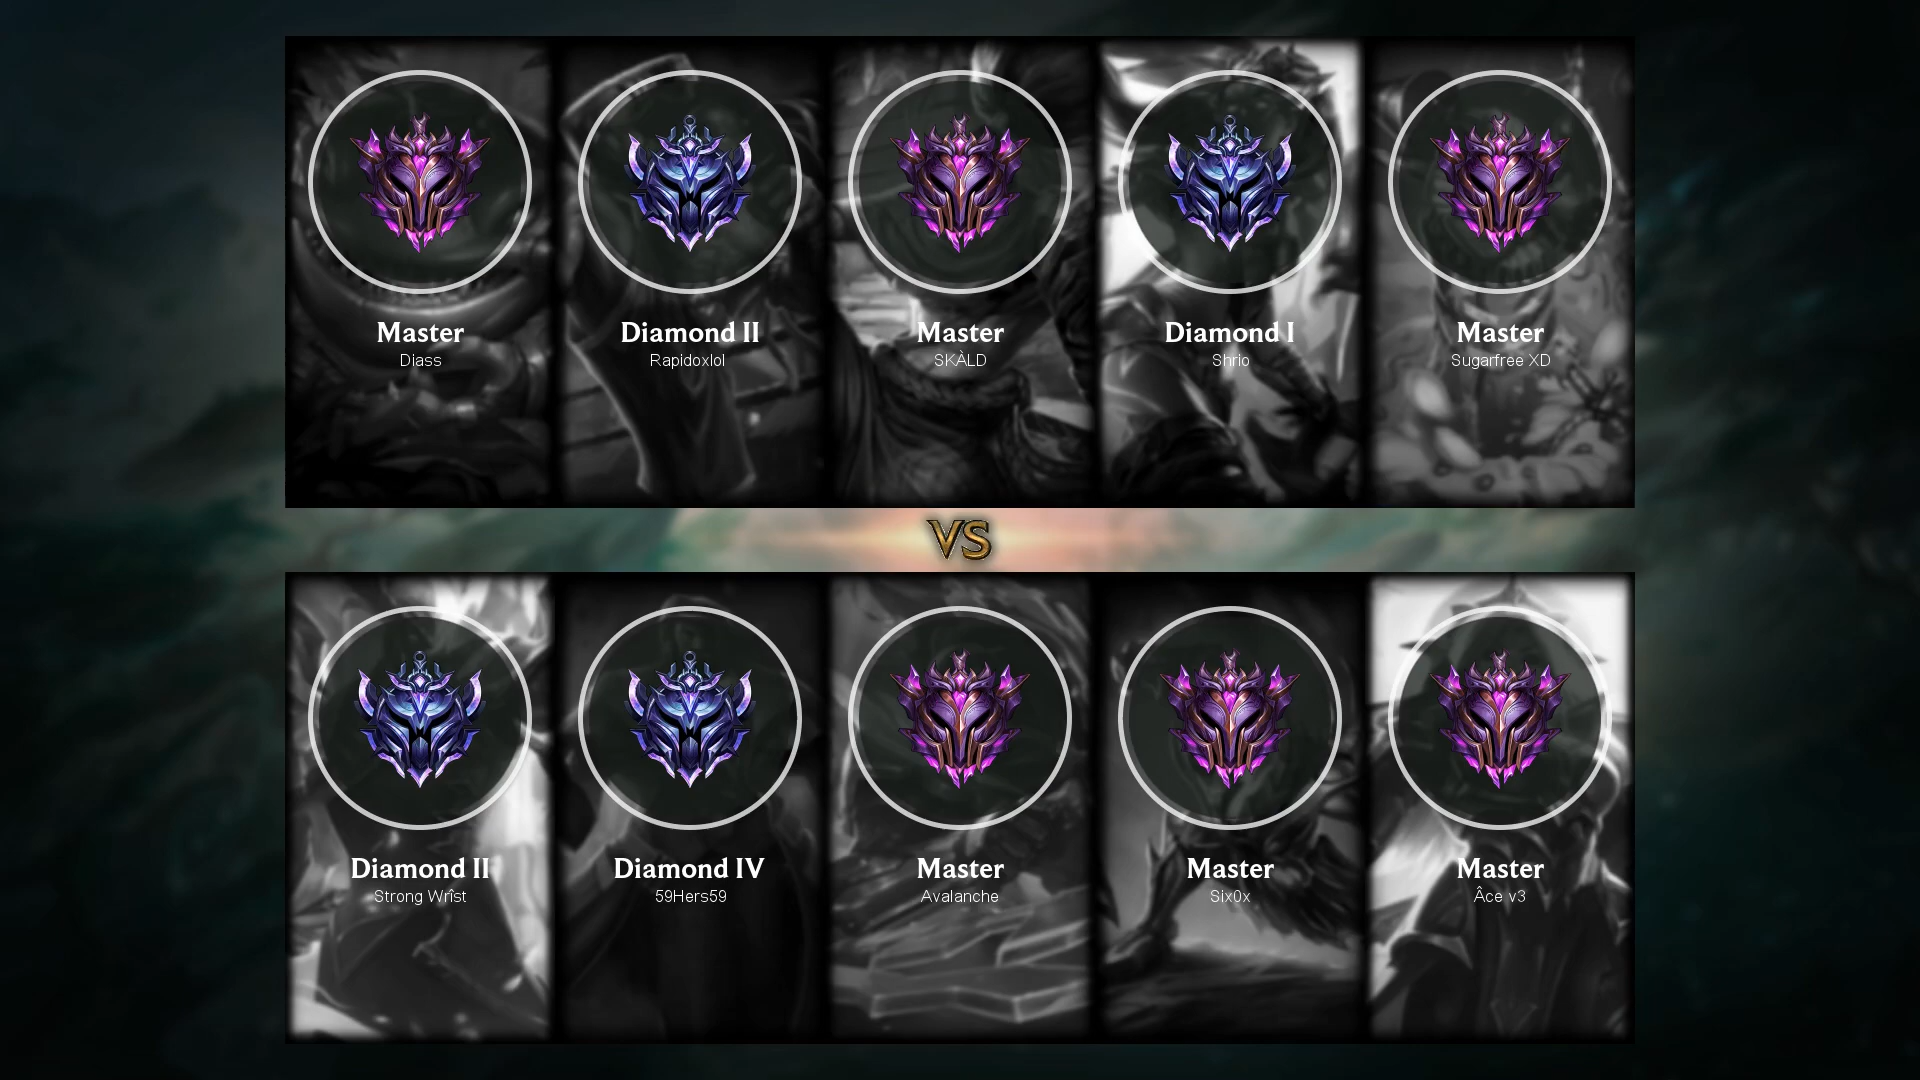 Master
Diass
Diamond II
Rapidoxlol
Master
SKÀLD
Diamond I
Shrio
Master
Sugarfree XD
VS
Diamond II
Strong Wrîst
Diamond IV
59Hers59
Master
Avalanche
Master
Six0x
Master
Âce v3